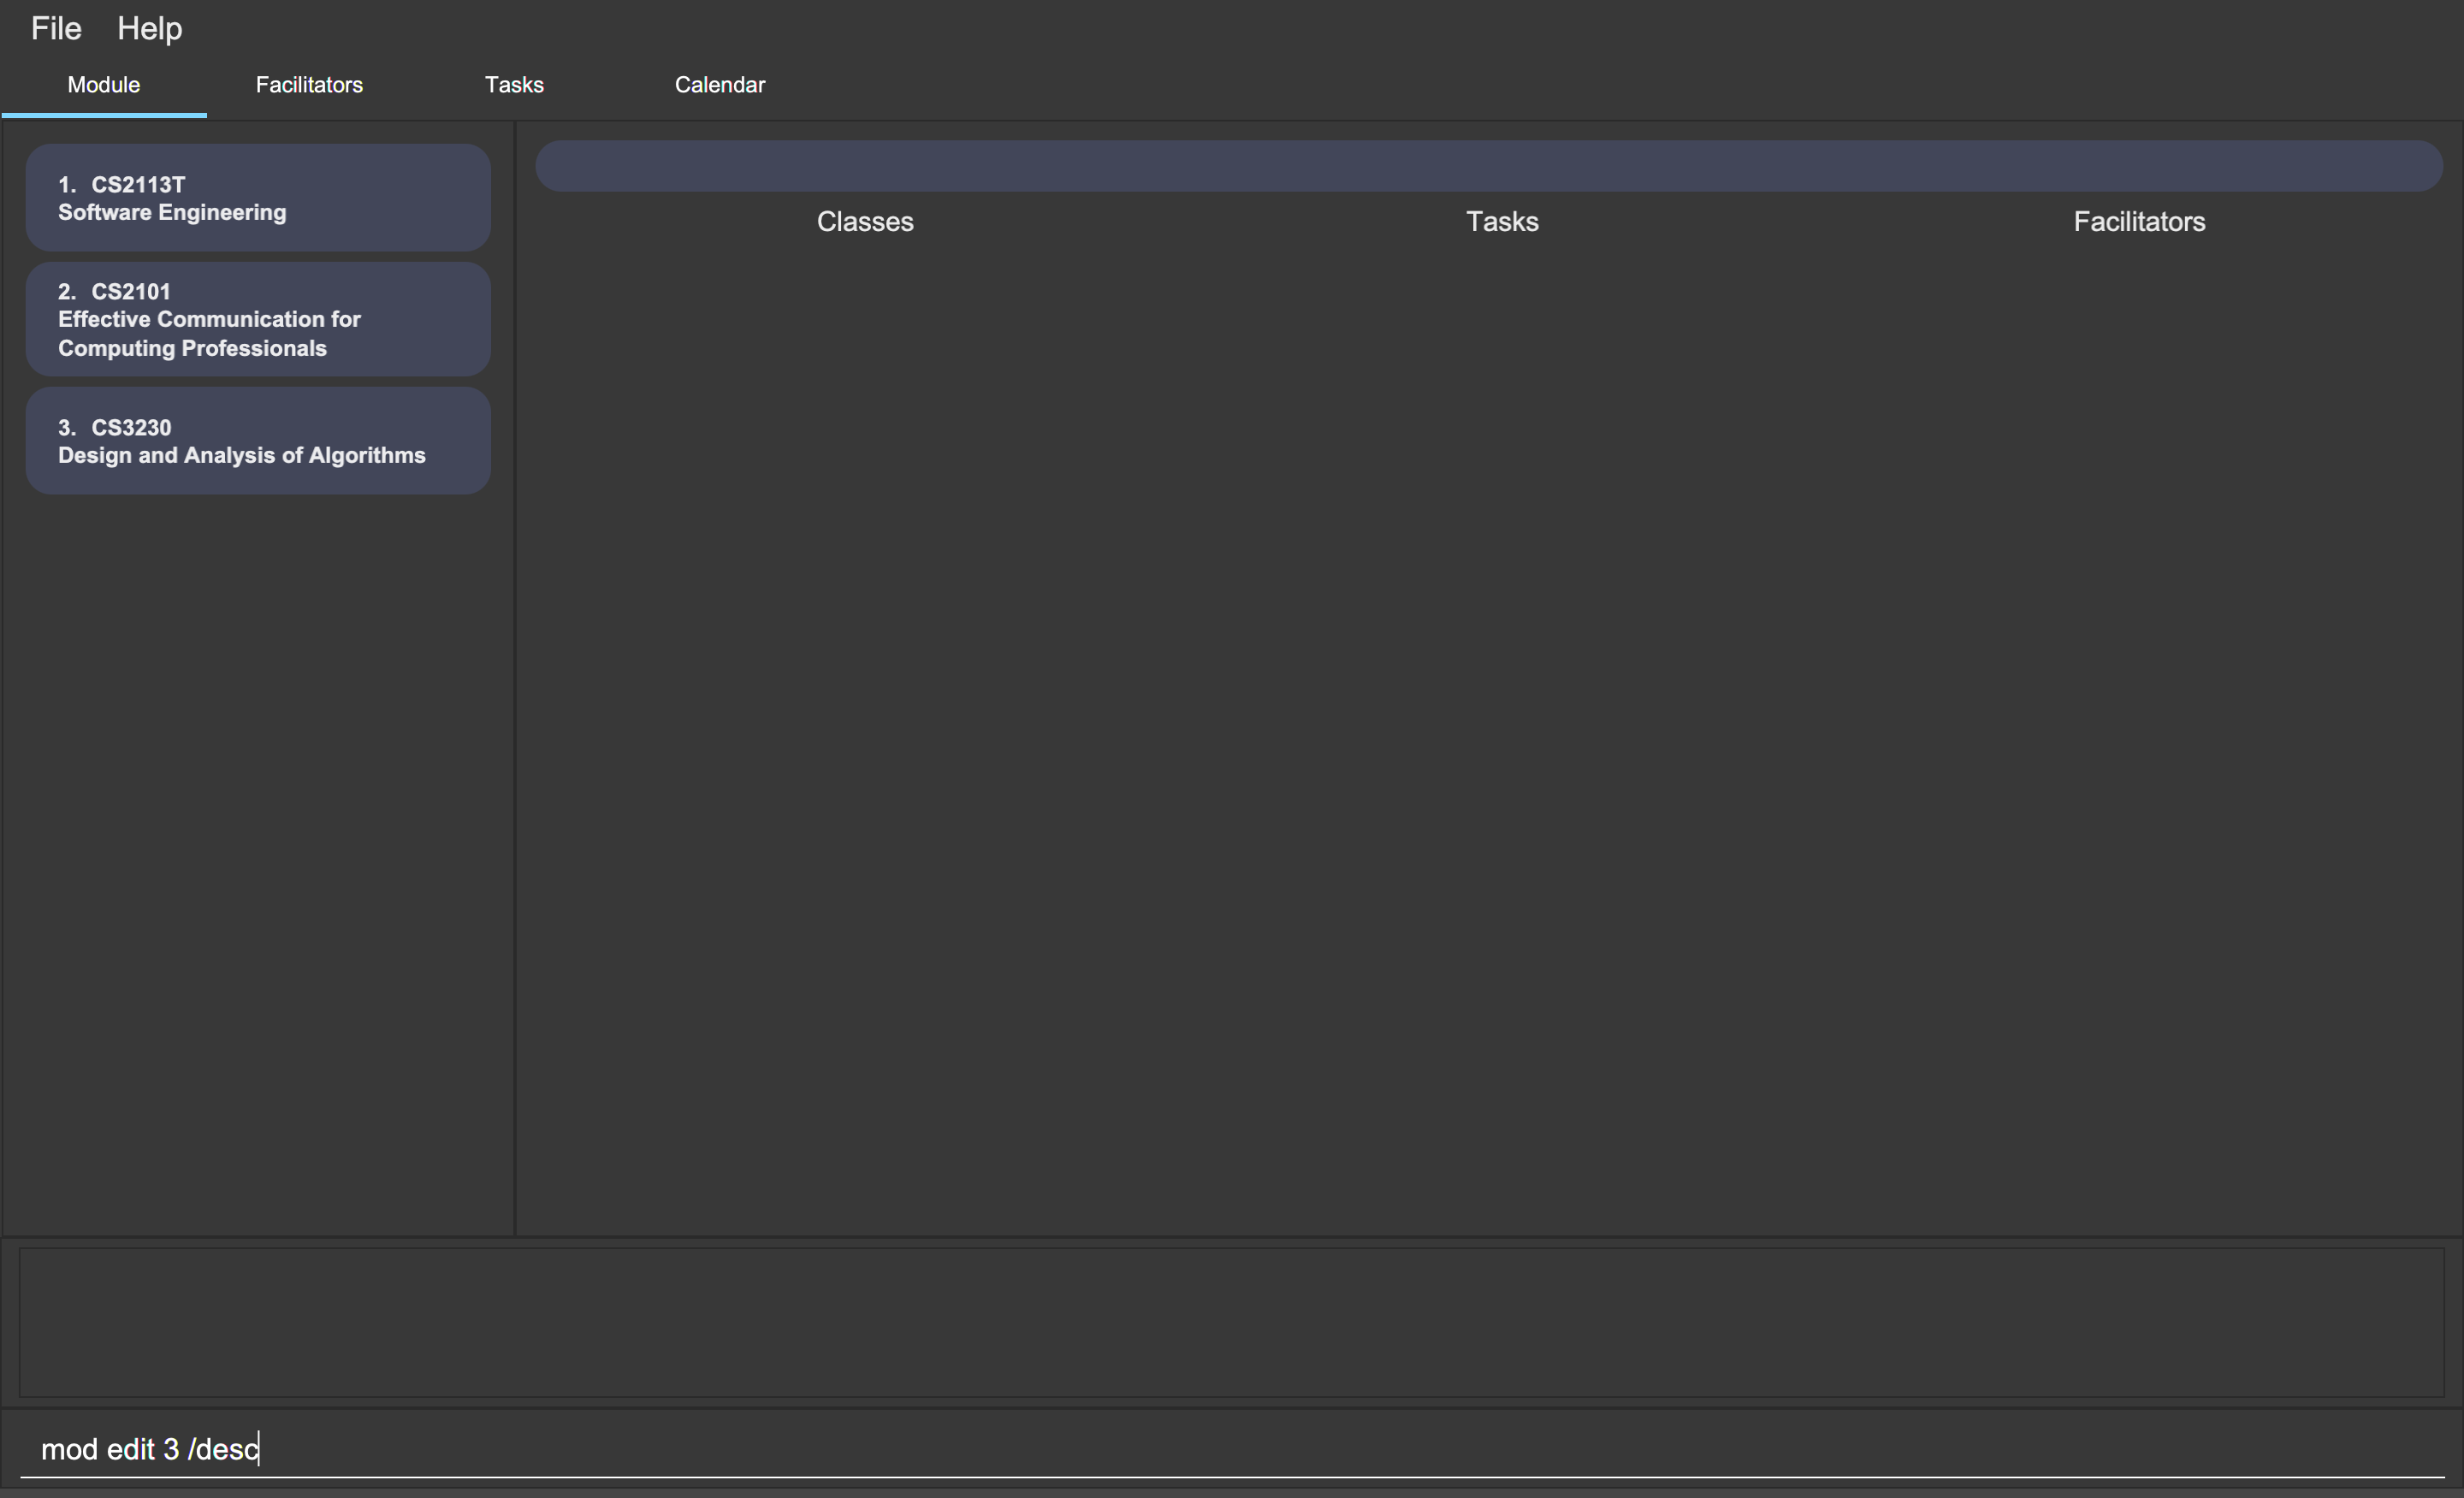 File Help
Module Facilitators Tasks Calendar
1. CS2113T
Software Engineering
2. CS2101
Effective Communication for
Computing Professionals
3. CS3230
Design and Analysis of Algorithms
Classes Tasks Facilitators
mod edit 3 /desc